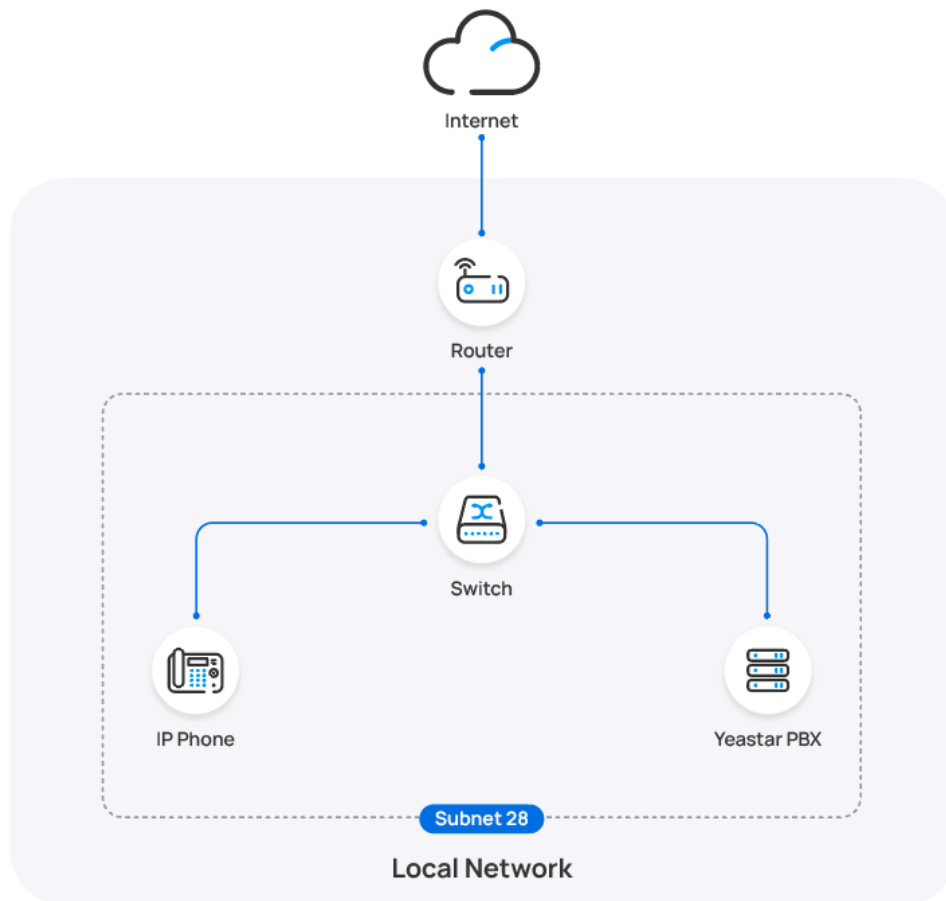 Internet
Router
Switch
IP Phone
Yeastar PBX
Subnet 28
Local Network